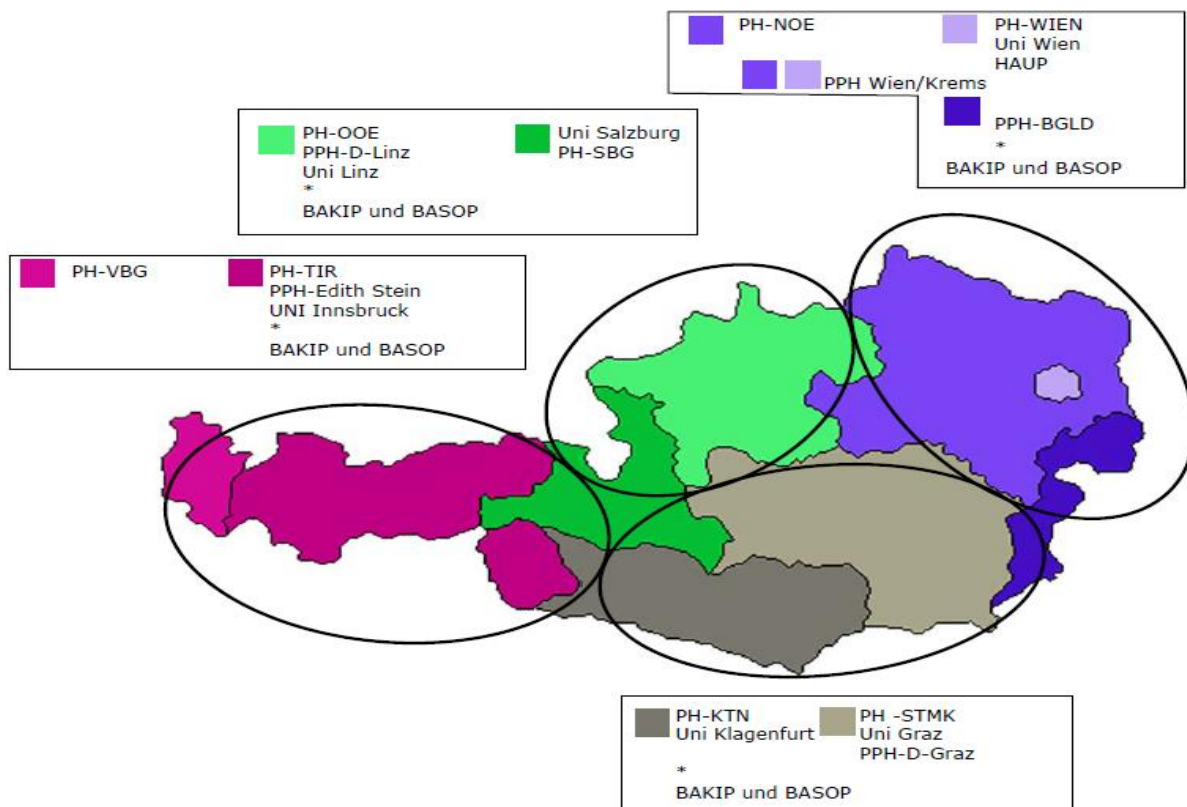 PH-NOE
PH-WIEN
Uni Wien
HAUP
PPH Wien/Krems
PPH-BGLD
*
BAKIP und BASOP
PH-OOE
PPH-D-Linz
Uni Linz
*
BAKIP und BASOP
Uni Salzburg
PH-SBG
PH-VBG
PH-TIR
PPH-Edith Stein
UNI Innsbruck
*
BAKIP und BASOP
PH-KTN
Uni Klagenfurt
PH -STMK
Uni Graz
PPH-D-Graz
*
BAKIP und BASOP